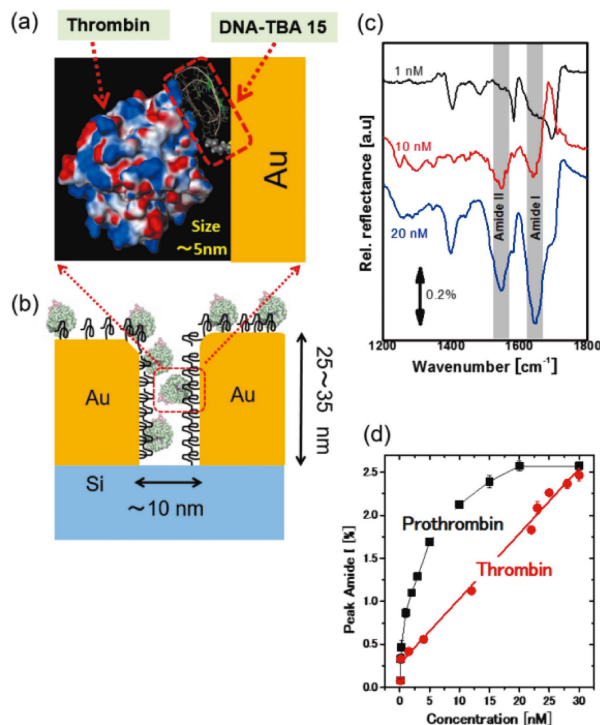 (a)
Thrombin
DNA-TBA 15
Au
Size
~5nm
(b)
Au
Au
25~35 nm
Si
~10 nm
(c)
Rel. reflectance [a.u]
1 nM
10 nM
20 nM
Amide II
Amide I
0.2%
1200 1400 1600 1800
Wavenumber [cm⁻¹]
(d)
Peak Amide I [%]
2.5
2.0
1.5
1.0
0.5
0.0
Prothrombin
Thrombin
0 5 10 15 20 25 30
Concentration [nM]